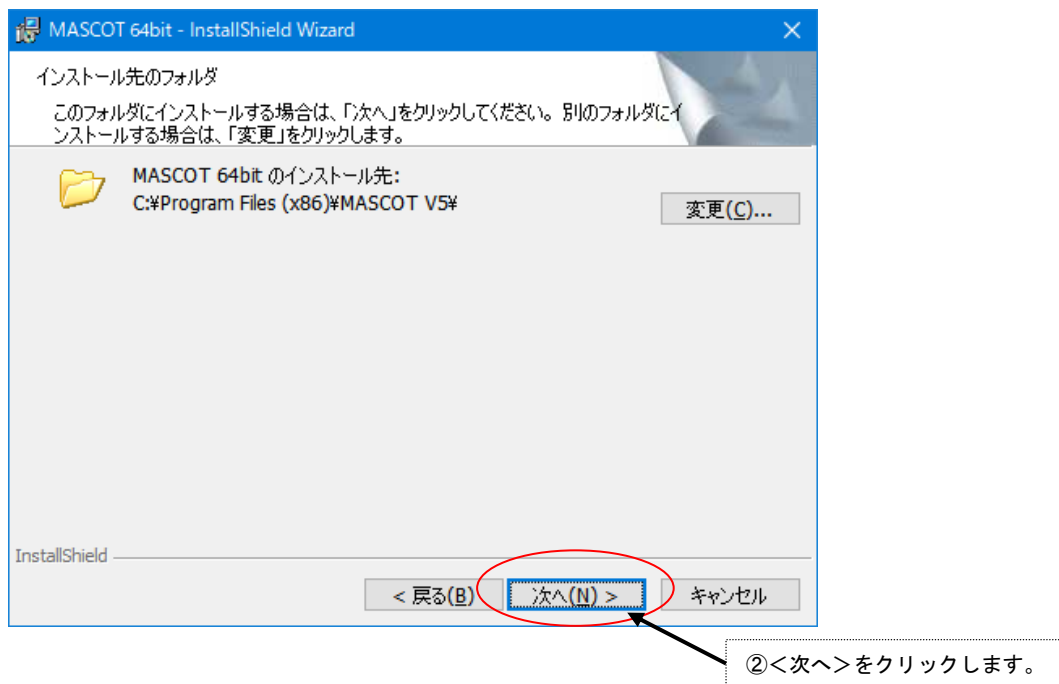 MASCOT 64bit - InstallShield Wizard
インストール先のフォルダ
このフォルダにインストールする場合は、「次へ」をクリックしてください。別のフォルダにイ
ンストールする場合は、「変更」をクリックします。
MASCOT 64bit のインストール先:
C:¥Program Files (x86)¥MASCOT V5¥
変更(C)...
InstallShield
< 戻る(B)
次へ(N) >
キャンセル
②<次へ>をクリックします。